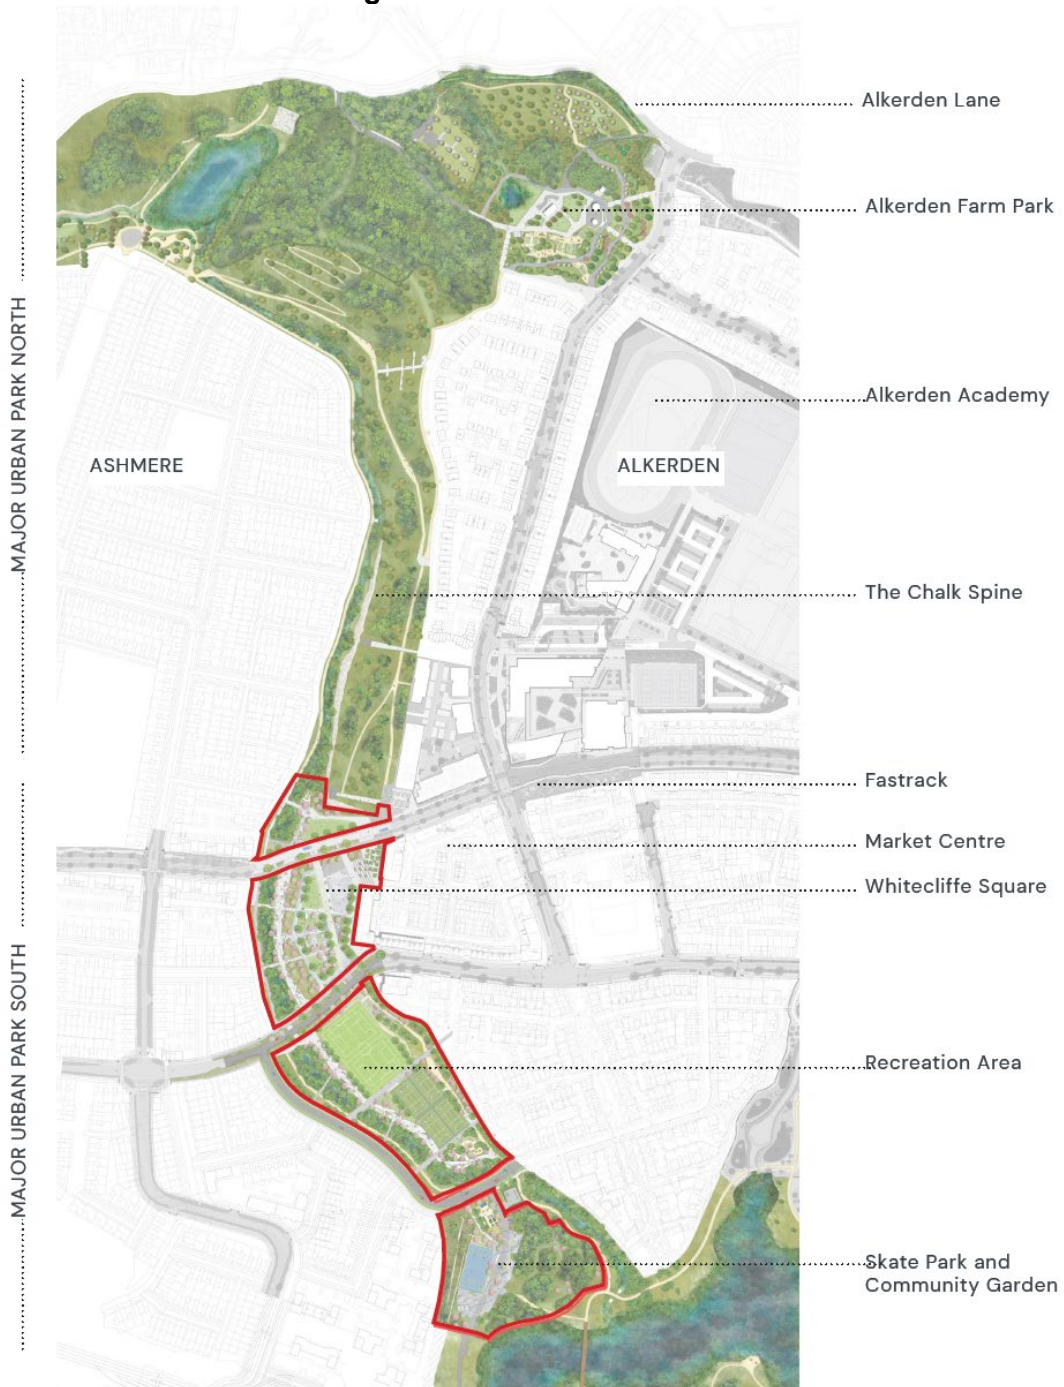 Alkerden Lane
Alkerden Farm Park
MAJOR URBAN PARK NORTH
Alkerden Academy
ASHMERE
ALKERDEN
The Chalk Spine
Fastrack
Market Centre
Whitecliffe Square
MAJOR URBAN PARK SOUTH
Recreation Area
Skate Park and
Community Garden